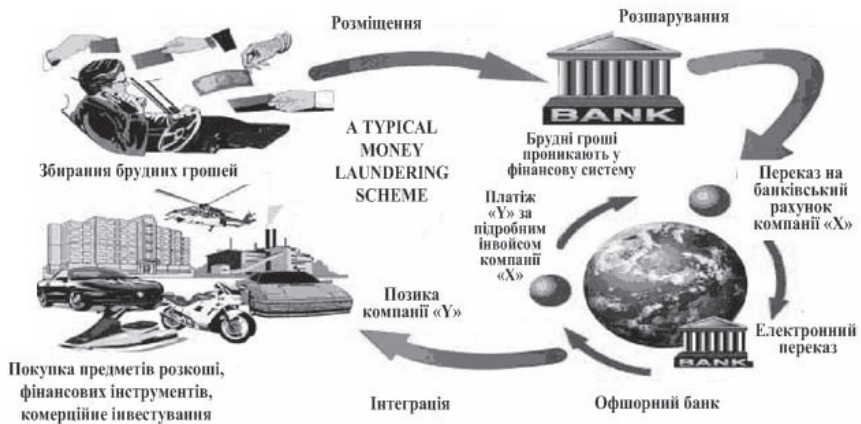 Розміщення
Розшарування
BANK
A TYPICAL
MONEY
LAUNDERING
SCHEME
Збирання брудних грошей
Брудні гроші
проникають у
фінансову систему
Переказ на
банківський
рахунок
компанії «X»
Платіж
«Y» за
підробним
інвойсом
компанії
«X»
Позика
компанії «Y»
BANK
Електронний
переказ
Покупка предметів розкоші,
фінансових інструментів,
комерційне інвестування
Інтеграція
Офшорний банк